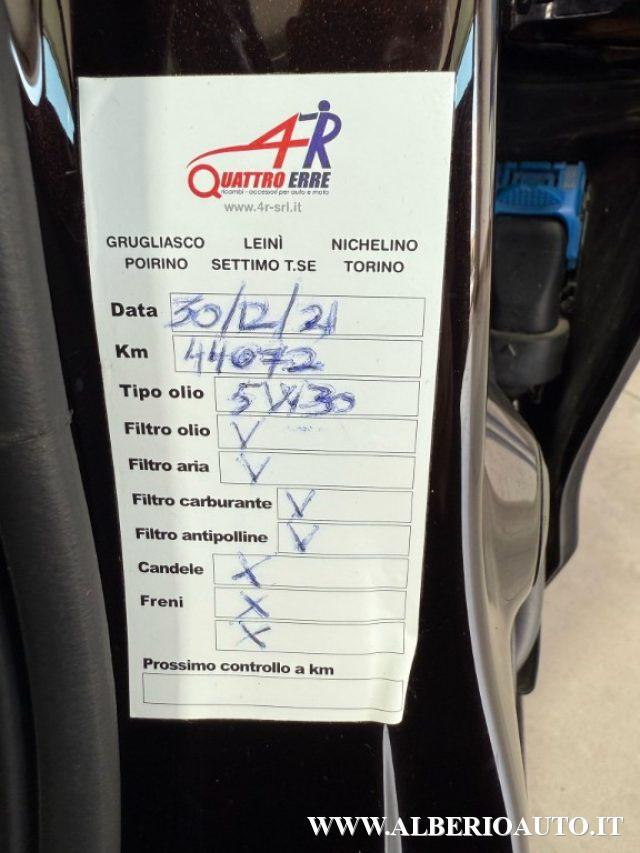 4R
QUATTRO ERRE
ricambi - accessori per auto e moto
www.4r-srl.it
GRUGLIASCO LEINÌ NICHELINO
POIRINO SETTIMO T.SE TORINO
Data 30/12/21
Km 44072
Tipo olio 5W30
Filtro olio V
Filtro aria V
Filtro carburante V
Filtro antipolline V
Candele X
Freni X
X
Prossimo controllo a km
WWW.ALBERIOAUTO.IT